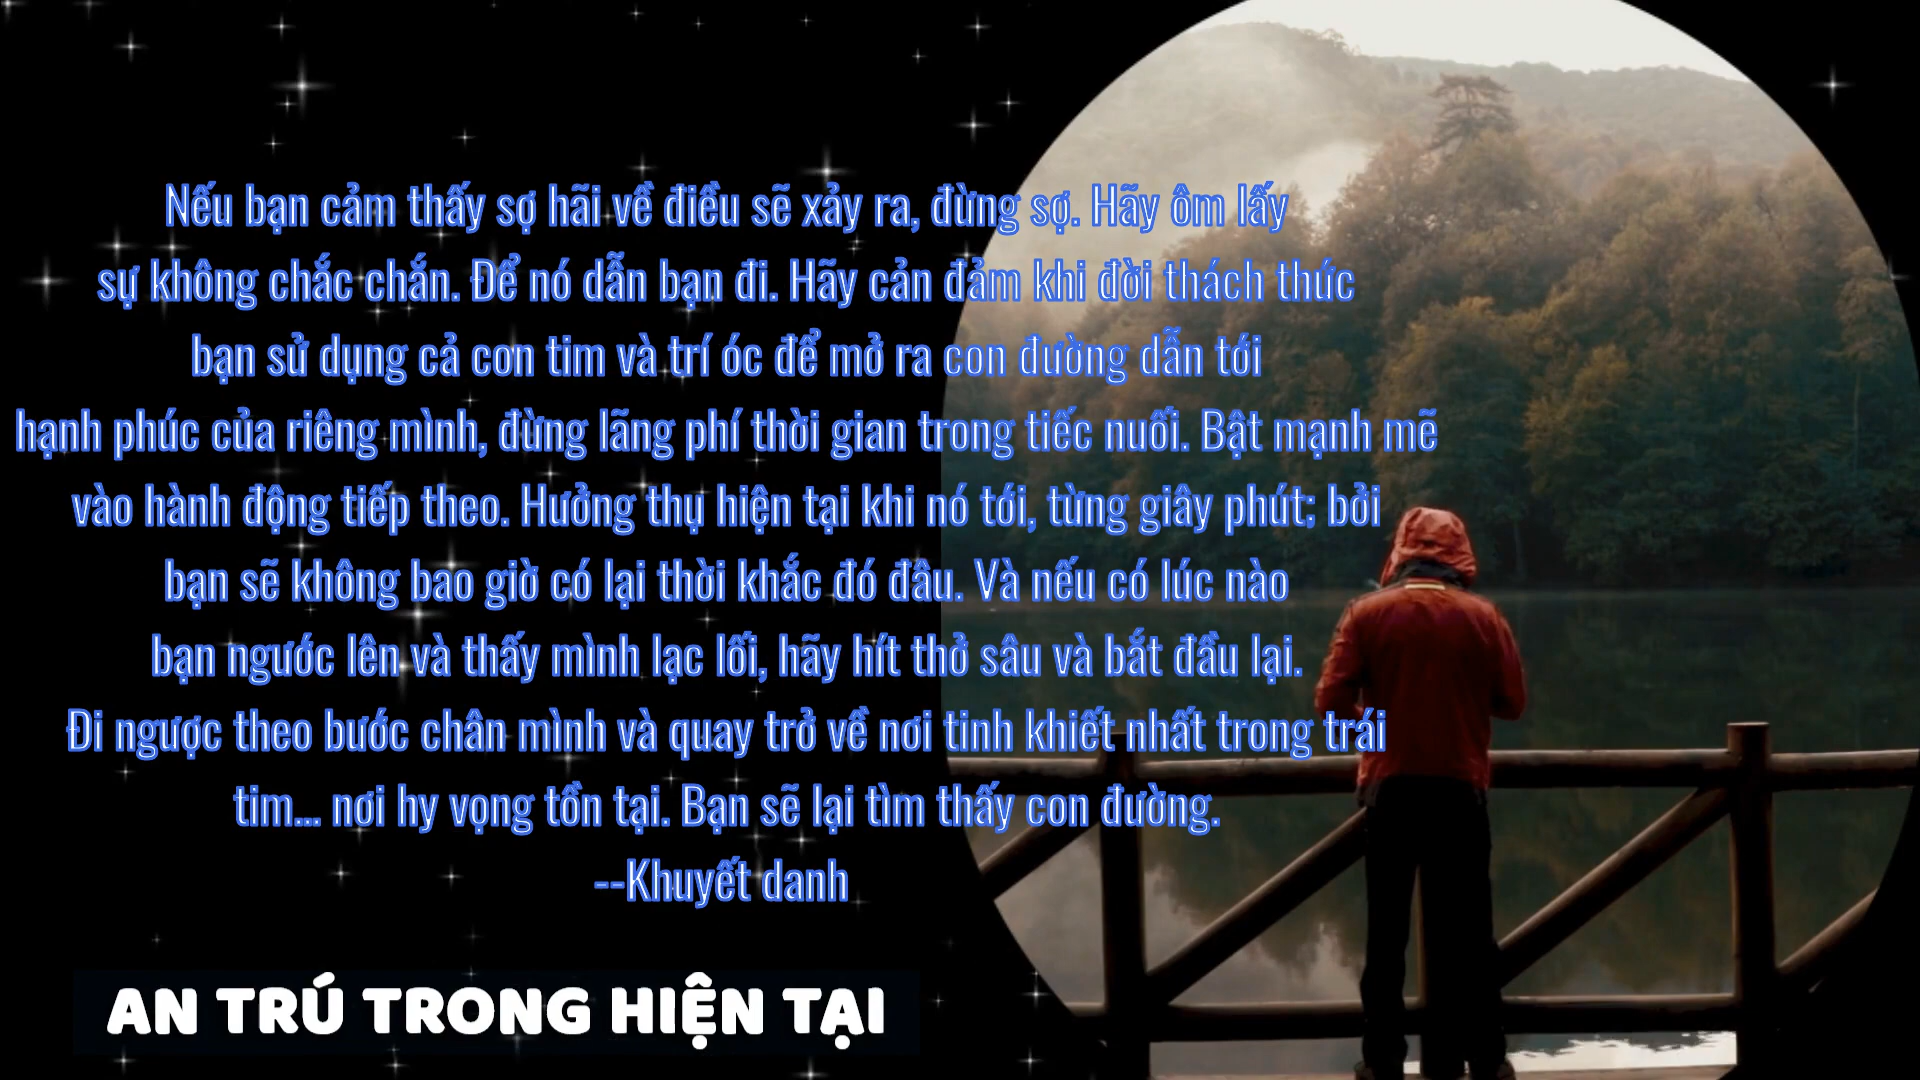 Nếu bạn cảm thấy sợ hãi về điều sẽ xảy ra, đừng sợ. Hãy ôm lấy
sự không chắc chắn. Để nó dẫn bạn đi. Hãy cản đảm khi đời thách thức
bạn sử dụng cả con tim và trí óc để mở ra con đường dẫn tới
hạnh phúc của riêng mình, đừng lãng phí thời gian trong tiếc nuối. Bật mạnh mẽ
vào hành động tiếp theo. Hưởng thụ hiện tại khi nó tới, từng giây phút; bởi
bạn sẽ không bao giờ có lại thời khắc đó đâu. Và nếu có lúc nào
bạn ngước lên và thấy mình lạc lối, hãy hít thở sâu và bắt đầu lại.
Đi ngược theo bước chân mình và quay trở về nơi tinh khiết nhất trong trái
tim... nơi hy vọng tồn tại. Bạn sẽ lại tìm thấy con đường.
--Khuyết danh
AN TRÚ TRONG HIỆN TẠI